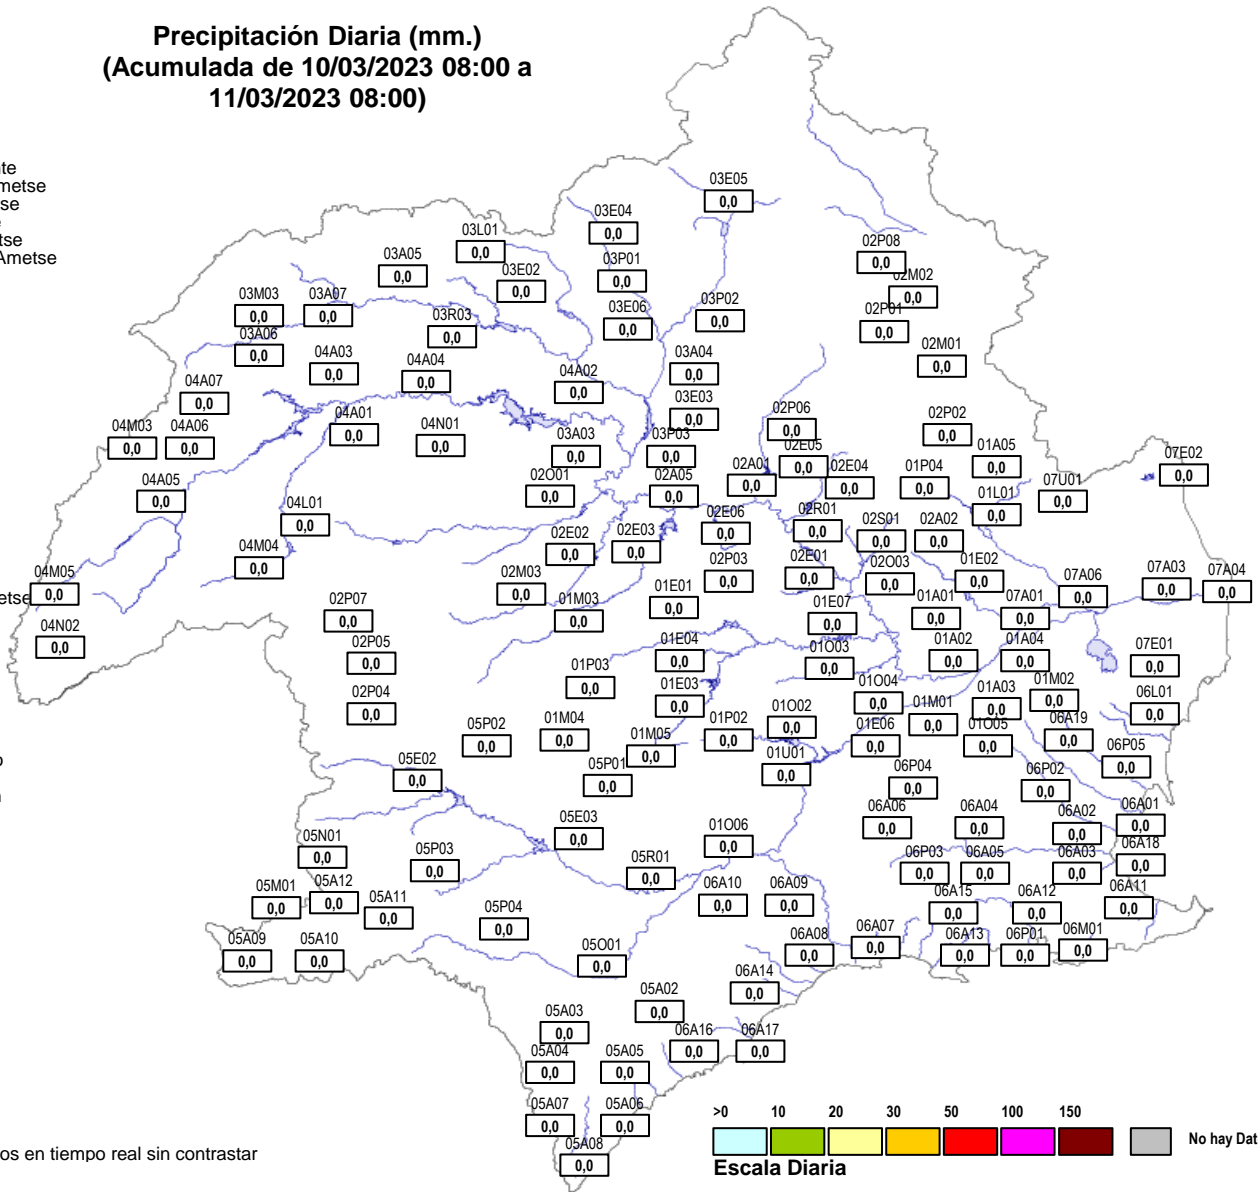 Precipitación Diaria (mm.)
(Acumulada de 10/03/2023 08:00 a
11/03/2023 08:00)
metse
Ametse
03E05
0,0
03E04
0,0
03L01
0,0
03A05
0,0
03E02
0,0
03P01
0,0
02P08
0,0
02M02
0,0
03M03
0,0
03A07
0,0
03R03
0,0
03E06
0,0
03P02
0,0
02P01
0,0
03A06
0,0
04A03
0,0
04A04
0,0
03A04
0,0
02M01
0,0
04A07
0,0
04A02
0,0
03E03
0,0
04M03
0,0
04A06
0,0
04A01
0,0
04N01
0,0
03A03
0,0
03P03
0,0
02P06
0,0
02P02
0,0
02E05
0,0
01A05
0,0
07E02
0,0
04A05
0,0
02O01
0,0
02A05
0,0
02A01
0,0
02E04
0,0
01P04
0,0
07U01
0,0
01L01
0,0
04L01
0,0
02E02
0,0
02E03
0,0
02E06
0,0
02R01
0,0
02S01
0,0
02A02
0,0
04M04
0,0
04M05
0,0
02M03
0,0
02P03
0,0
02E01
0,0
02O03
0,0
01E02
0,0
07A06
0,0
07A03
0,0
07A04
0,0
02P07
0,0
01M03
0,0
01E01
0,0
01E07
0,0
01A01
0,0
07A01
0,0
04N02
0,0
02P05
0,0
01E04
0,0
01O03
0,0
01A02
0,0
01A04
0,0
07E01
0,0
01P03
0,0
01E03
0,0
01O04
0,0
01A03
0,0
01M02
0,0
06L01
0,0
02P04
0,0
05P02
0,0
01M04
0,0
01M05
0,0
01P02
0,0
01O02
0,0
01E06
0,0
01M01
0,0
01O05
0,0
06A19
0,0
06P05
0,0
05E02
0,0
05P01
0,0
01U01
0,0
06P04
0,0
06P02
0,0
05E03
0,0
01O06
0,0
06A06
0,0
06A04
0,0
06A02
0,0
06A01
0,0
05N01
0,0
05P03
0,0
05R01
0,0
06P03
0,0
06A05
0,0
06A03
0,0
06A18
0,0
05M01
0,0
05A12
0,0
05A11
0,0
05P04
0,0
06A10
0,0
06A09
0,0
06A15
0,0
06A12
0,0
06A11
0,0
05A09
0,0
05A10
0,0
05O01
0,0
06A08
0,0
06A07
0,0
06A13
0,0
06P01
0,0
06M01
0,0
06A14
0,0
05A02
0,0
05A03
0,0
06A16
0,0
06A17
0,0
05A04
0,0
05A05
0,0
05A07
0,0
05A06
0,0
05A08
0,0
>0 10 20 30 50 100 150
No hay Dat
Escala Diaria
os en tiempo real sin contrastar